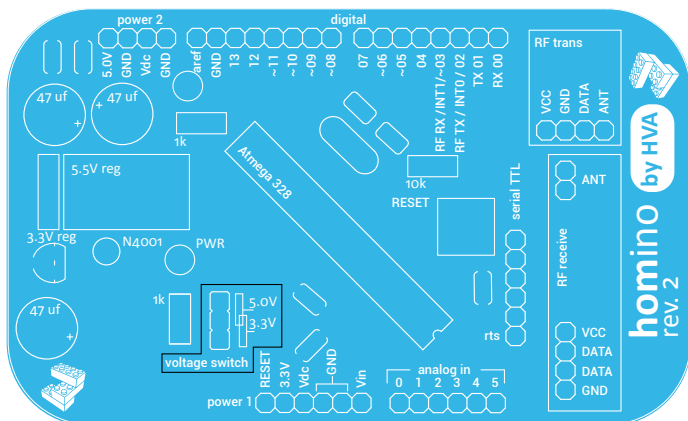 power 2
digital
5.0V
GND
Vdc
GND
aref
GND
13
12
~11
~10
~09
~08
07
~06
~05
04
RF RX / INT1/~03
RF TX / INT0/ 02
TX 01
RX 00
RF trans
VCC
GND
DATA
ANT
47 uf
+
47 uf
+
1k
Atmega 328
10k
RESET
serial TTL
rts
5.5V reg
3.3V reg
N4001
PWR
47 uf
+
1k
5.0V
3.3V
voltage switch
RESET
3.3V
Vdc
GND
Vin
power 1
analog in
0 1 2 3 4 5
RF receive
ANT
VCC
DATA
DATA
GND
homino by HVA
rev. 2